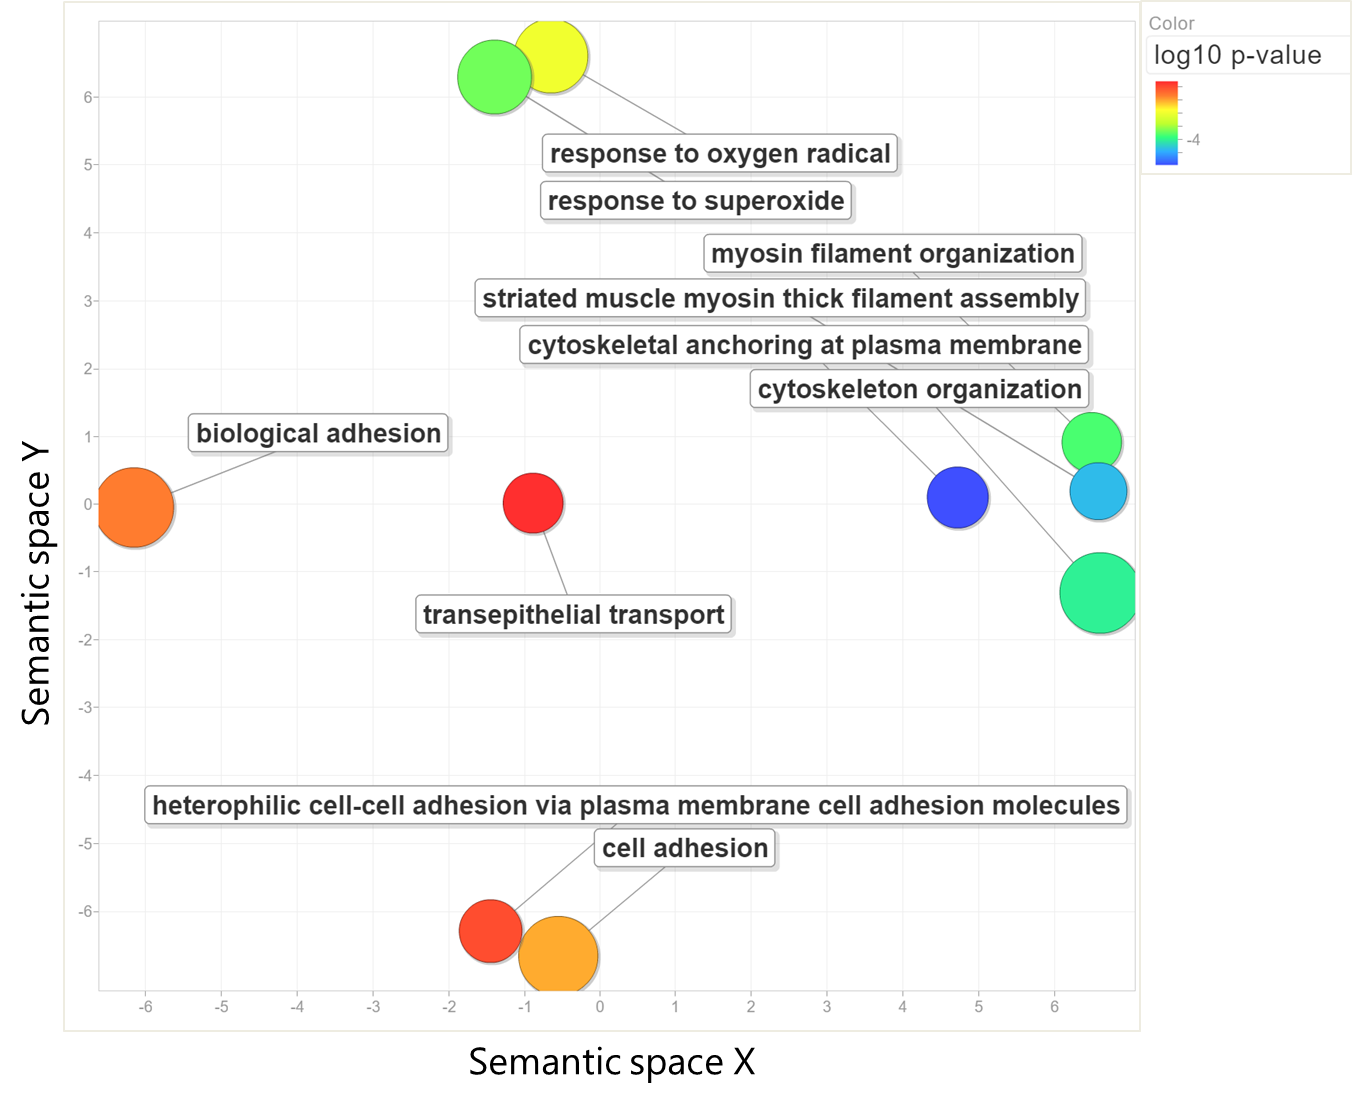 Color
log10 p-value
-4
6
5
4
3
2
1
0
-1
-2
-3
-4
-5
-6
response to oxygen radical
response to superoxide
myosin filament organization
striated muscle myosin thick filament assembly
cytoskeletal anchoring at plasma membrane
cytoskeleton organization
biological adhesion
transepithelial transport
heterophilic cell-cell adhesion via plasma membrane cell adhesion molecules
cell adhesion
-6 -5 -4 -3 -2 -1 0 1 2 3 4 5 6
Semantic space Y
Semantic space X